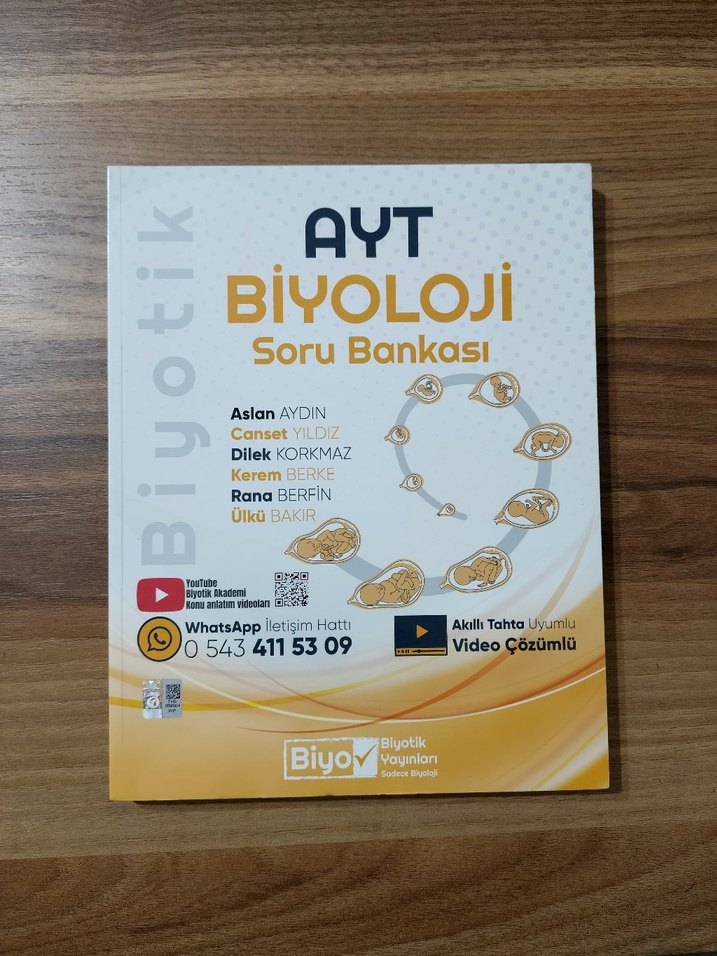 Biyotik
AYT
BİYOLOJİ
Soru Bankası
Aslan AYDIN
Canset YILDIZ
Dilek KORKMAZ
Kerem BERKE
Rana BERFİN
Ülkü BAKIR
YouTube
Biyotik Akademi
Konu anlatım videoları
WhatsApp İletişim Hattı
0 543 411 53 09
Akıllı Tahta Uyumlu
Video Çözümlü
Biyo
Biyotik
Yayınları
Sadece Biyoloji